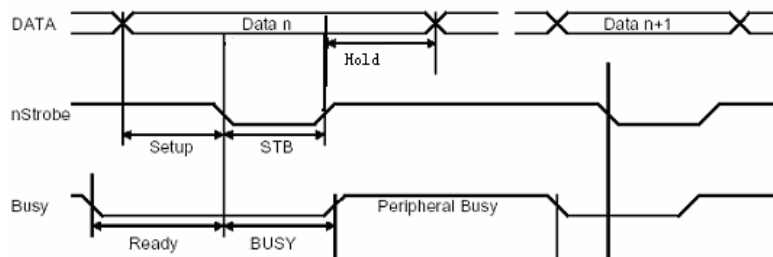 DATA Data n Data n+1
Hold
nStrobe
Setup STB
Busy Peripheral Busy
Ready BUSY